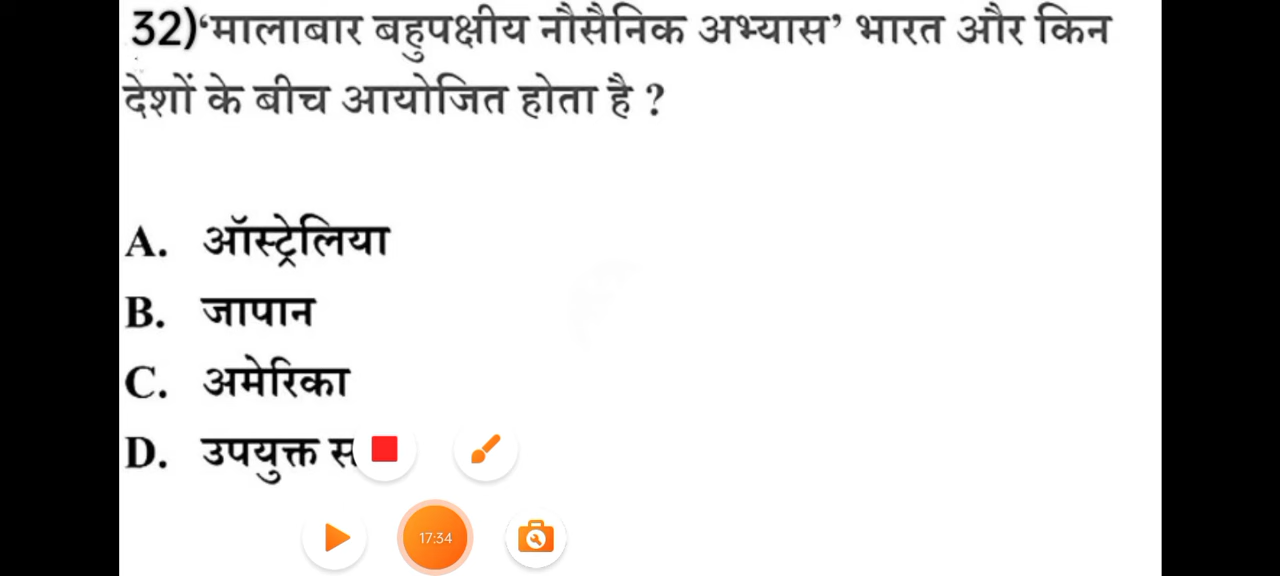 32)‘मालाबार बहुपक्षीय नौसैनिक अभ्यास’ भारत और किन
देशों के बीच आयोजित होता है ?
A. ऑस्ट्रेलिया
B. जापान
C. अमेरिका
D. उपयुक्त
17:34